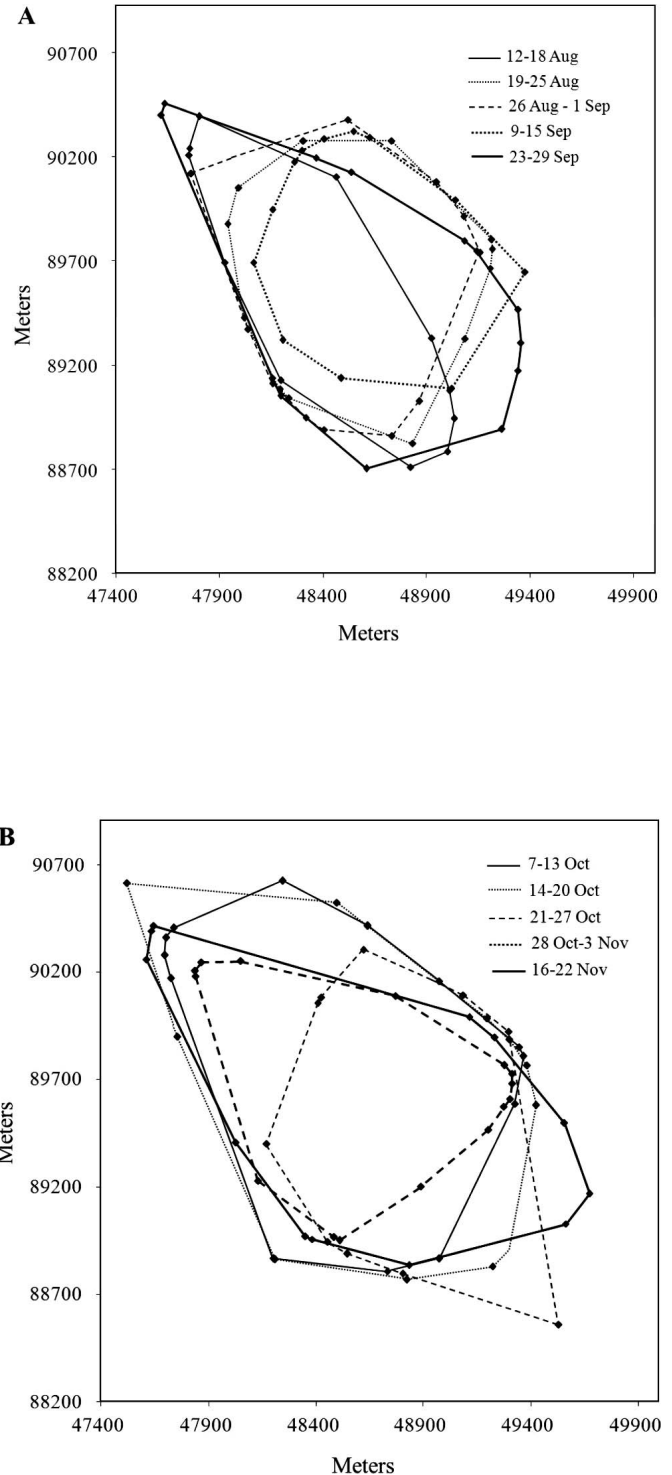 A
90700
90200
89700
89200
88700
88200
Meters
12-18 Aug
19-25 Aug
26 Aug - 1 Sep
9-15 Sep
23-29 Sep
47400 47900 48400 48900 49400 49900
Meters
B
90700
90200
89700
89200
88700
88200
Meters
7-13 Oct
14-20 Oct
21-27 Oct
28 Oct-3 Nov
16-22 Nov
47400 47900 48400 48900 49400 49900
Meters